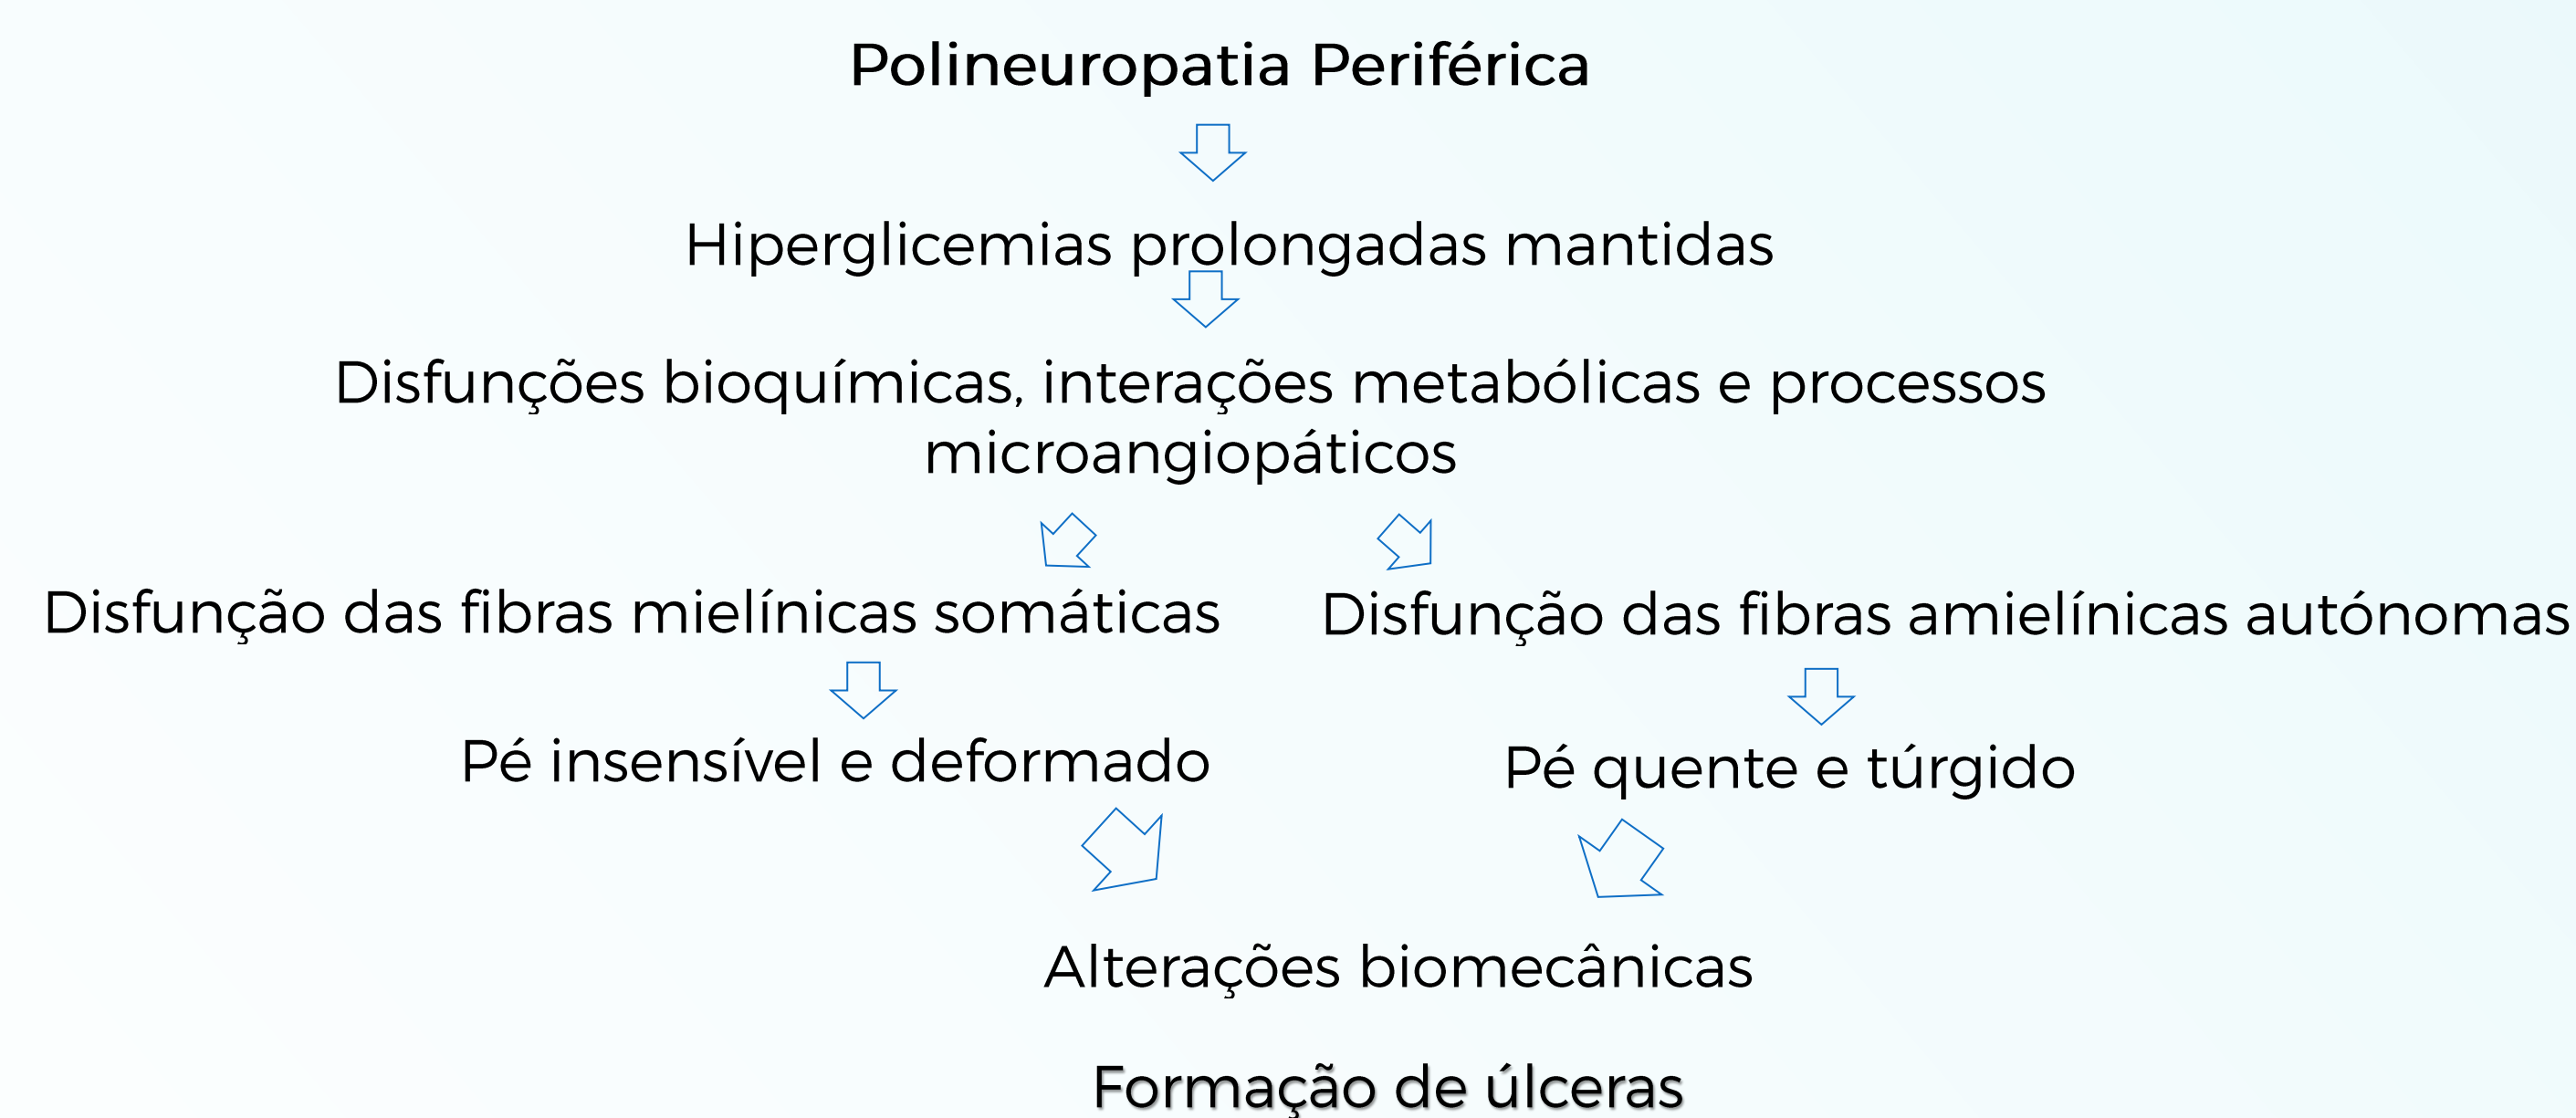 Polineuropatia Periférica
Hiperglicemias prolongadas mantidas
Disfunções bioquímicas, interações metabólicas e processos
microangiopáticos
Disfunção das fibras mielínicas somáticas
Disfunção das fibras amielínicas autónomas
Pé insensível e deformado
Pé quente e túrgido
Alterações biomecânicas
Formação de úlceras